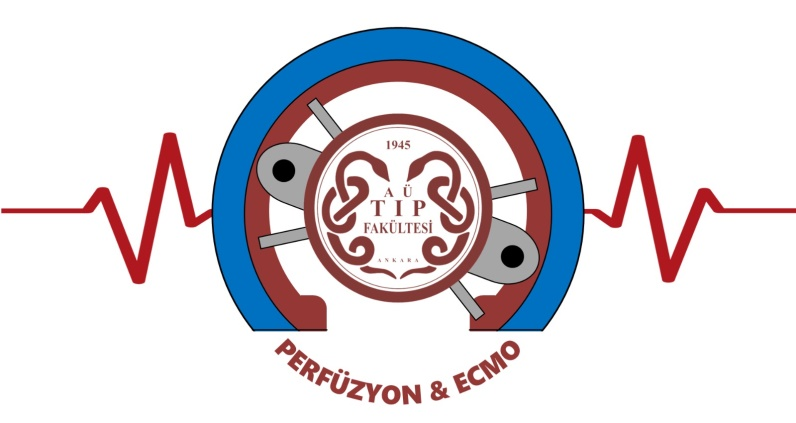 1945
A Ü
TIP
FAKÜLTESİ
ANKARA
PERFÜZYON & ECMO